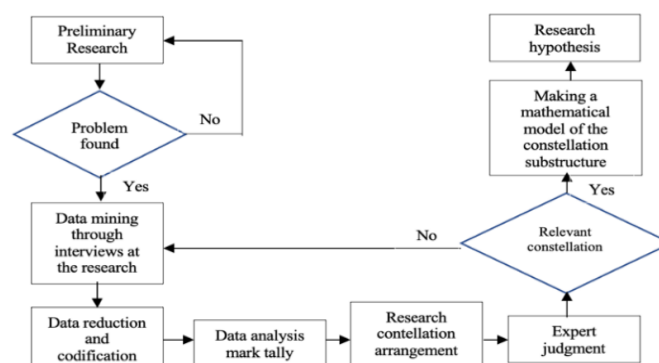 Preliminary
Research
No
Problem
found
Yes
Data mining
through
interviews at
the research
Data reduction
and
codification
Data analysis
mark tally
Research
contellation
arrangement
Expert
judgment
No
Relevant
constellation
Yes
Making a
mathematical
model of the
constellation
substructure
Research
hypothesis